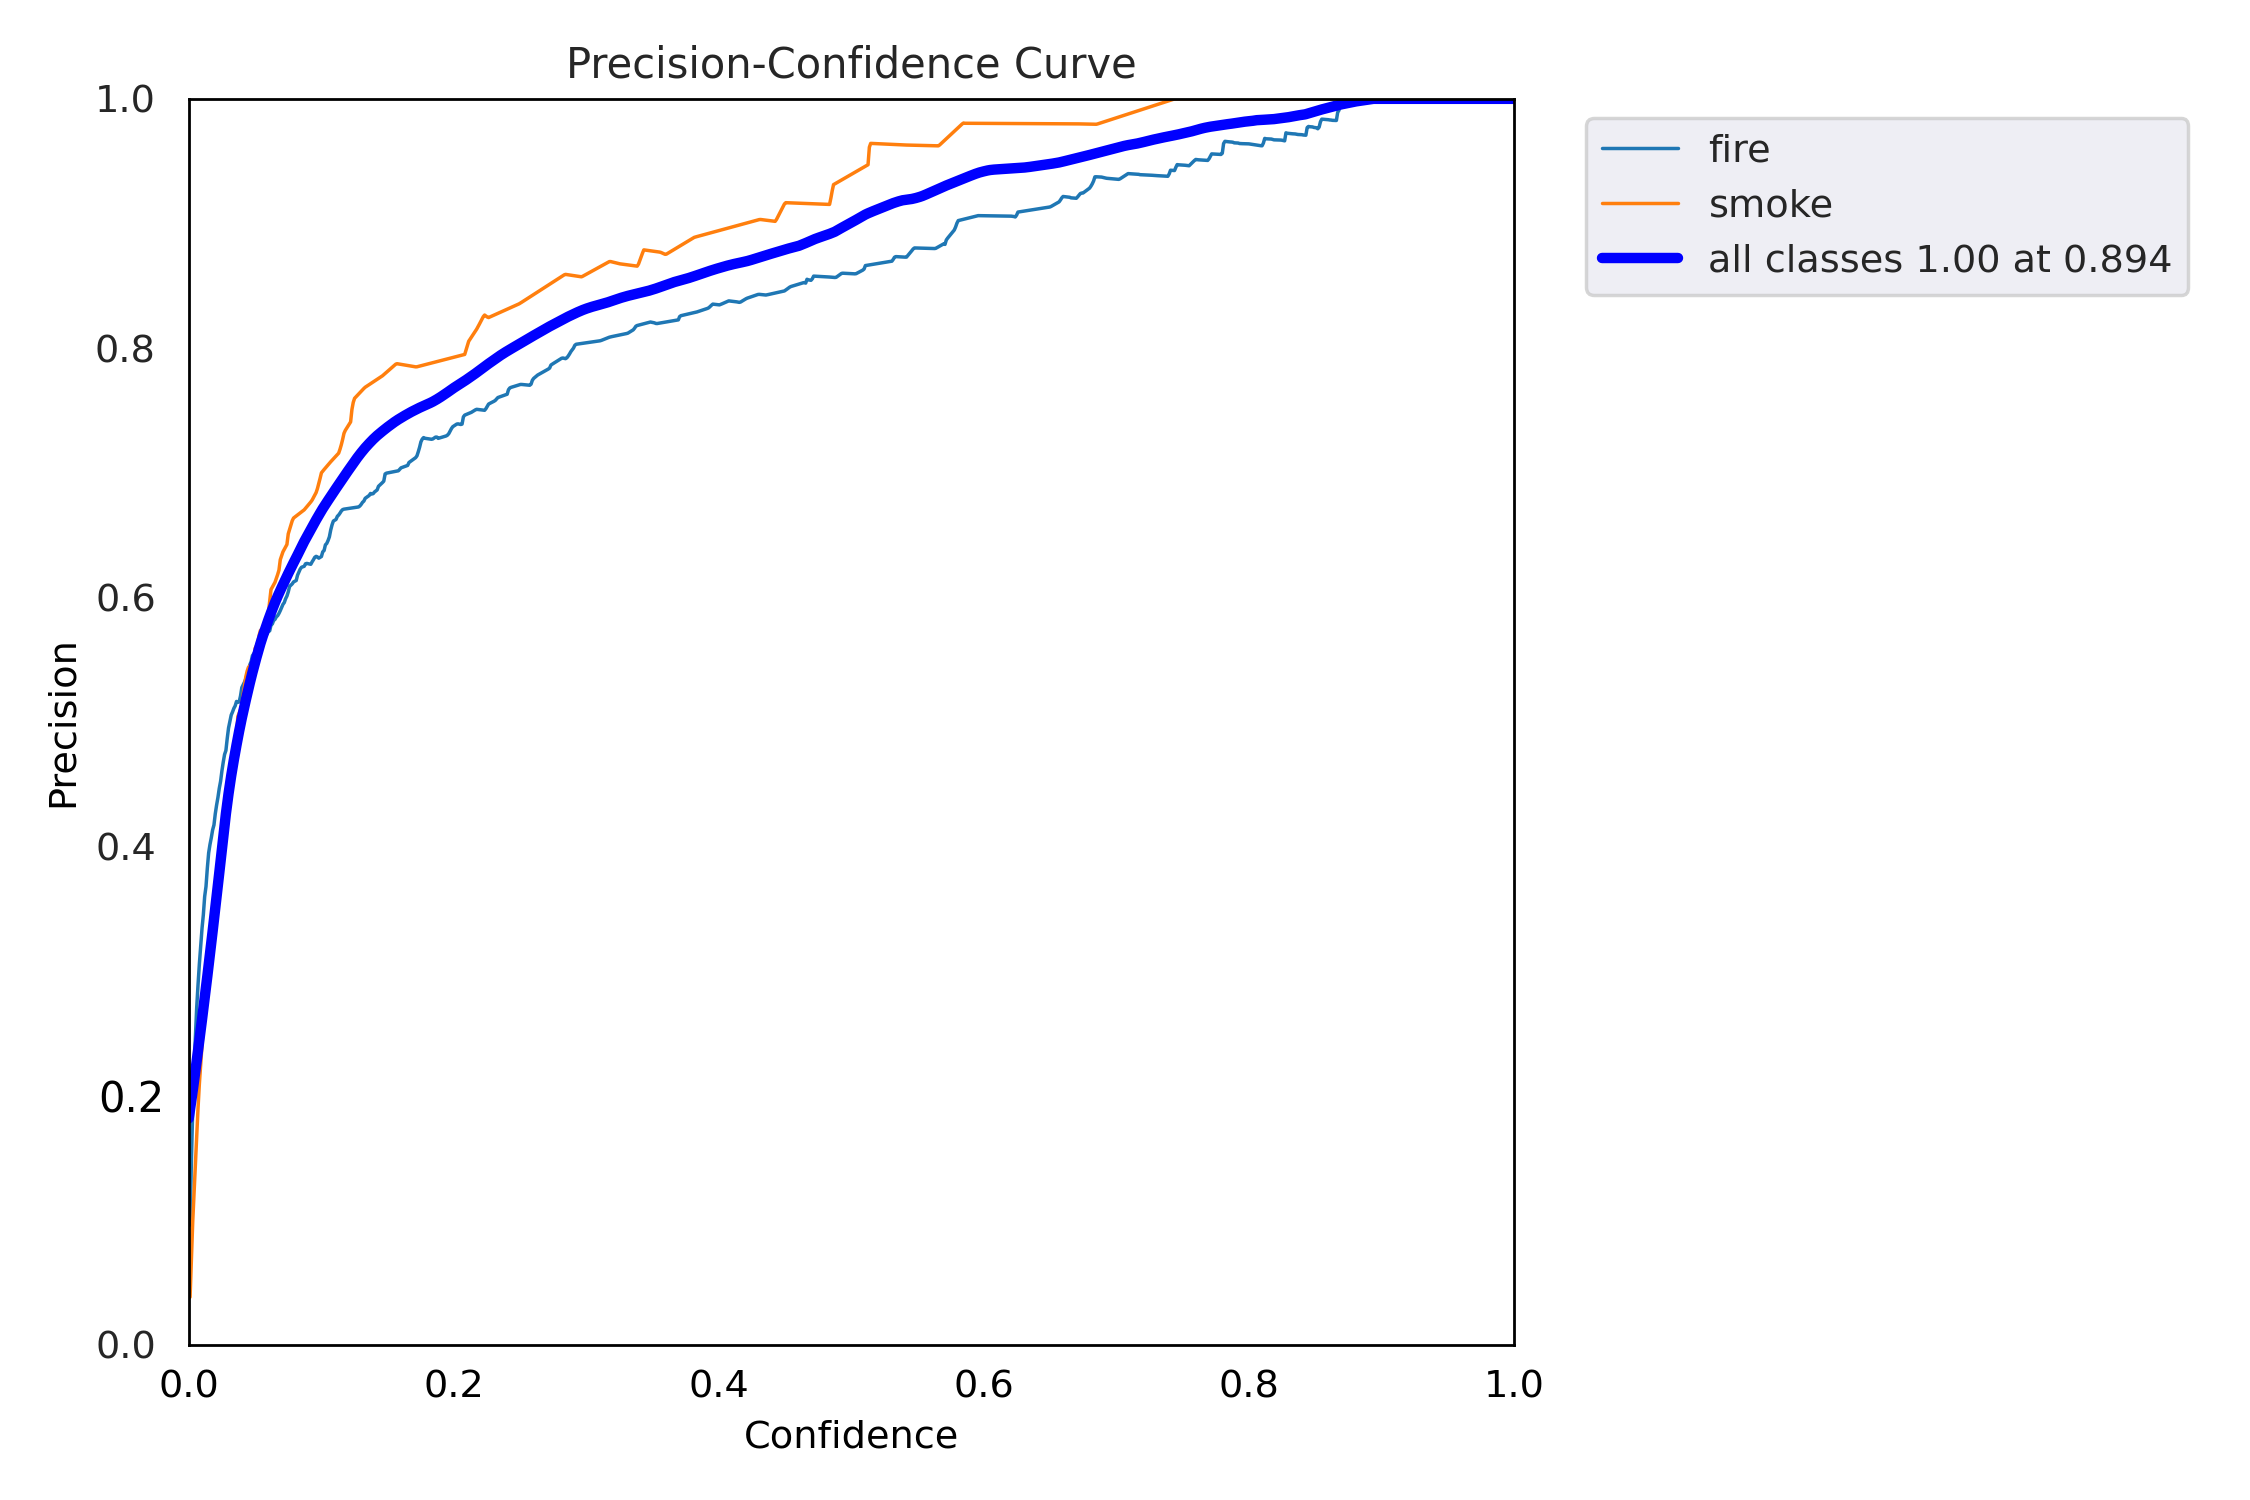 Precision-Confidence Curve
1.0
0.8
0.6
0.4
0.2
0.0
Precision
0.0 0.2 0.4 0.6 0.8 1.0
Confidence
fire
smoke
all classes 1.00 at 0.894